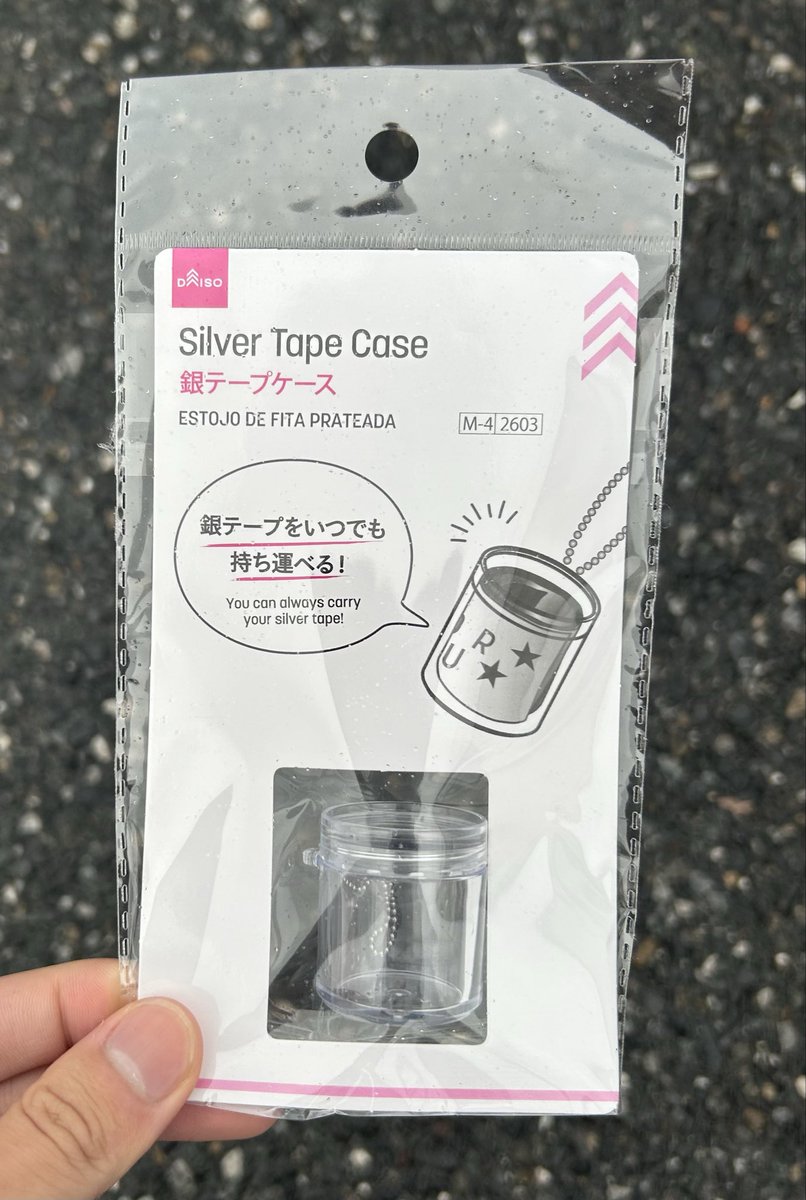 DAISO
Silver Tape Case
銀テープケース
ESTOJO DE FITA PRATEADA
M-4 2603
銀テープをいつでも
持ち運べる!
You can always carry
your silver tape!
R ★
U ★